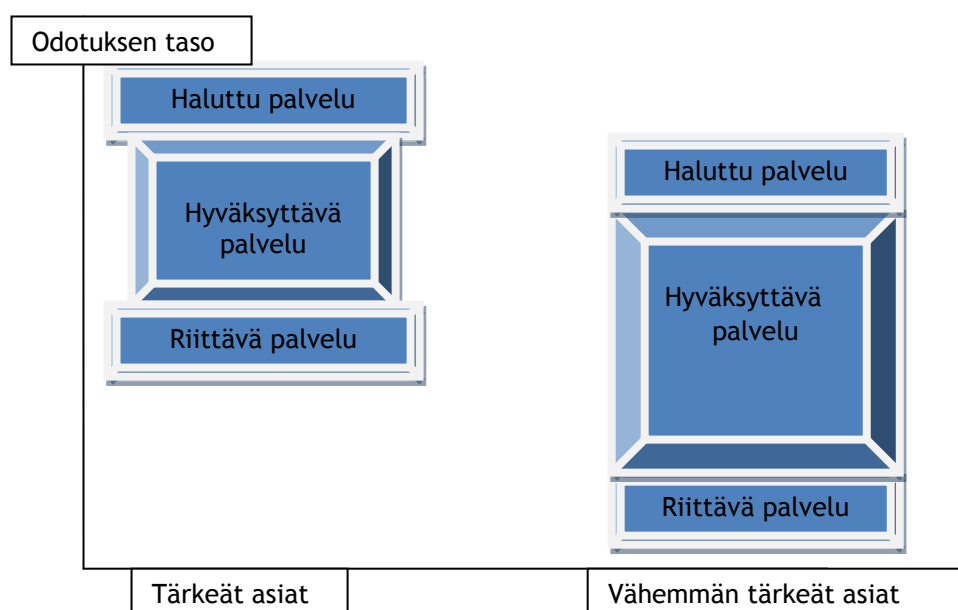 Odotuksen taso
Haluttu palvelu
Hyväksyttävä
palvelu
Riittävä palvelu
Haluttu palvelu
Hyväksyttävä
palvelu
Riittävä palvelu
Tärkeät asiat
Vähemmän tärkeät asiat